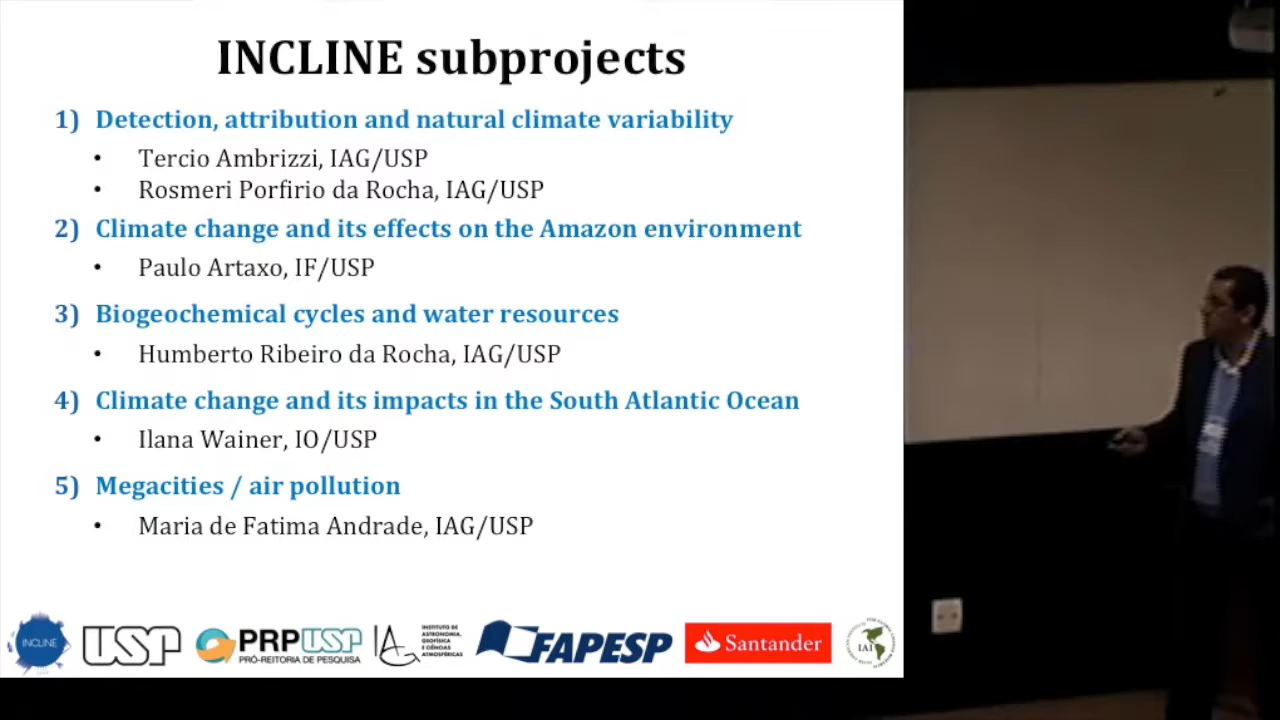 INCLINE subprojects
1) Detection, attribution and natural climate variability
• Tercio Ambrizzi, IAG/USP
• Rosmeri Porfirio da Rocha, IAG/USP
2) Climate change and its effects on the Amazon environment
• Paulo Artaxo, IF/USP
3) Biogeochemical cycles and water resources
• Humberto Ribeiro da Rocha, IAG/USP
4) Climate change and its impacts in the South Atlantic Ocean
• Ilana Wainer, IO/USP
5) Megacities / air pollution
• Maria de Fatima Andrade, IAG/USP
INCLINE
USP
PRPUSP
PRÓ-REITORIA DE PESQUISA
IAG
INSTITUTO DE
ASTRONOMIA,
GEOFÍSICA
E CIÊNCIAS
ATMOSFÉRICAS
FAPESP
Santander
IAI